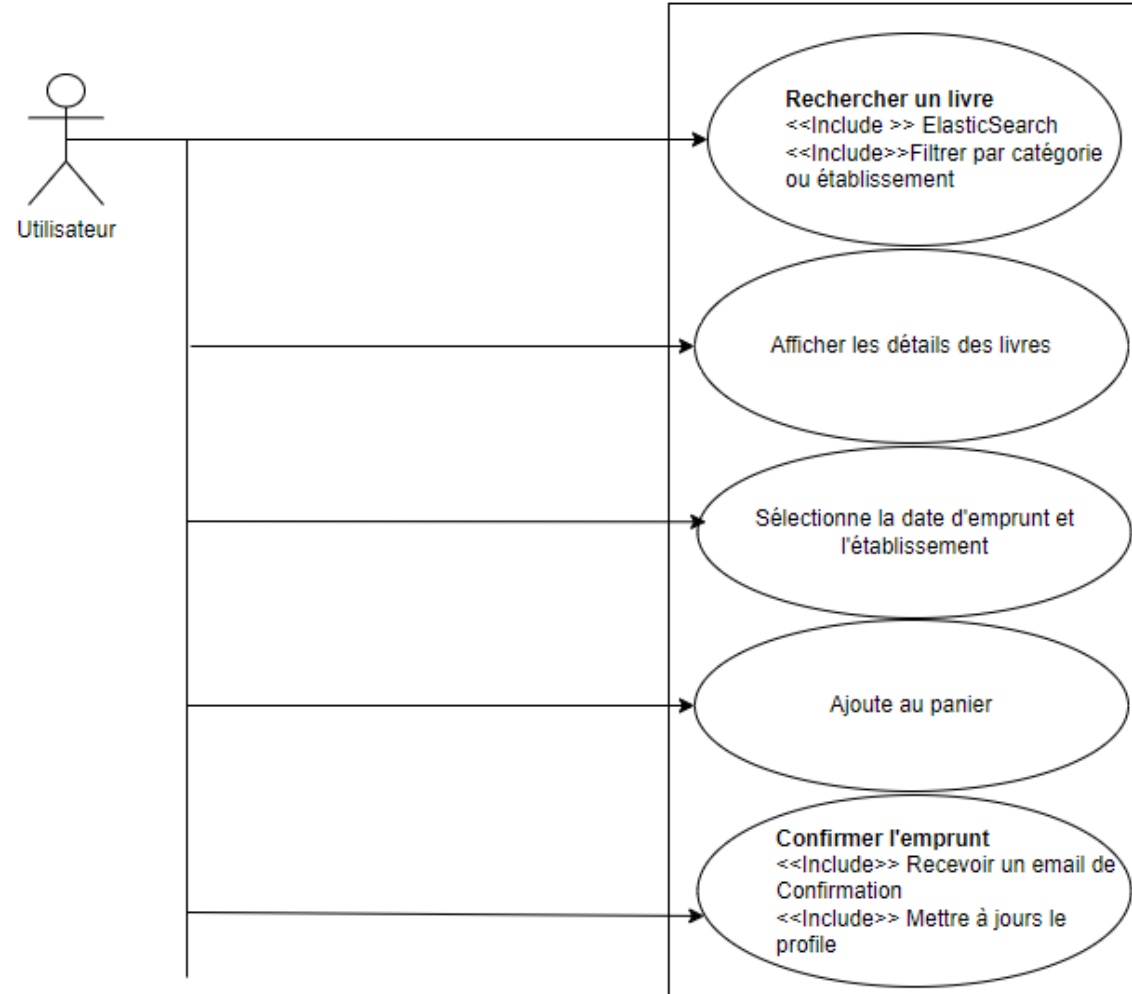 Utilisateur
Rechercher un livre
<<Include >> ElasticSearch
<<Include>>Filtrer par catégorie
ou établissement
Afficher les détails des livres
Sélectionne la date d'emprunt et
l'établissement
Ajoute au panier
Confirmer l'emprunt
<<Include>> Recevoir un email de
Confirmation
<<Include>> Mettre à jours le
profile